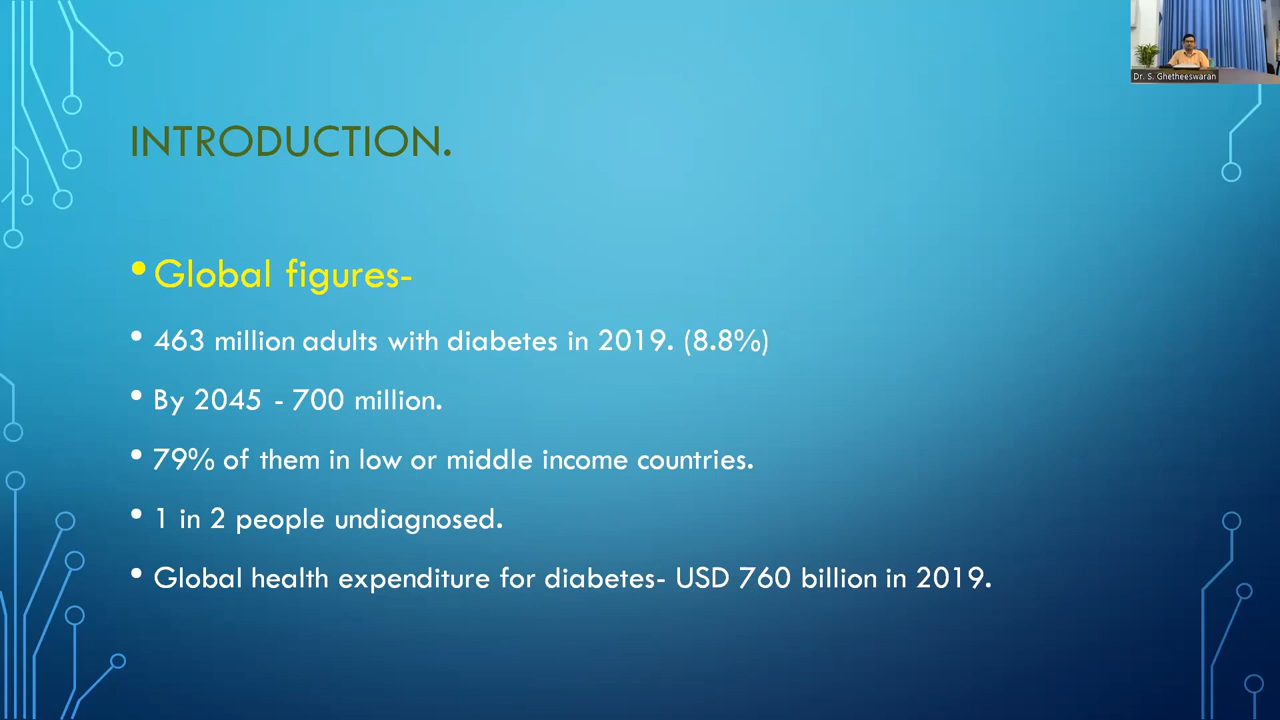 Dr. S. Ghetheeswaran
INTRODUCTION.
• Global figures-
• 463 million adults with diabetes in 2019. (8.8%)
• By 2045 - 700 million.
• 79% of them in low or middle income countries.
• 1 in 2 people undiagnosed.
• Global health expenditure for diabetes- USD 760 billion in 2019.